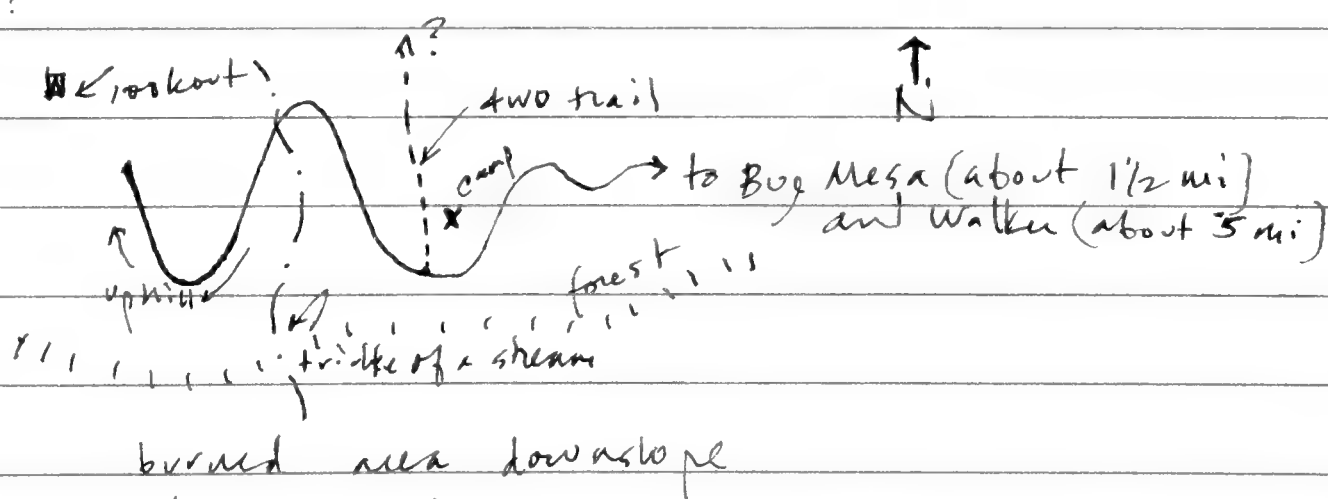 ?
?
lookout
4WD trail
N
camp
to Bug Mesa (about 1 1/2 mi)
and Walker (about 5 mi)
uphill
forest
trickle of a stream
burned area downslope